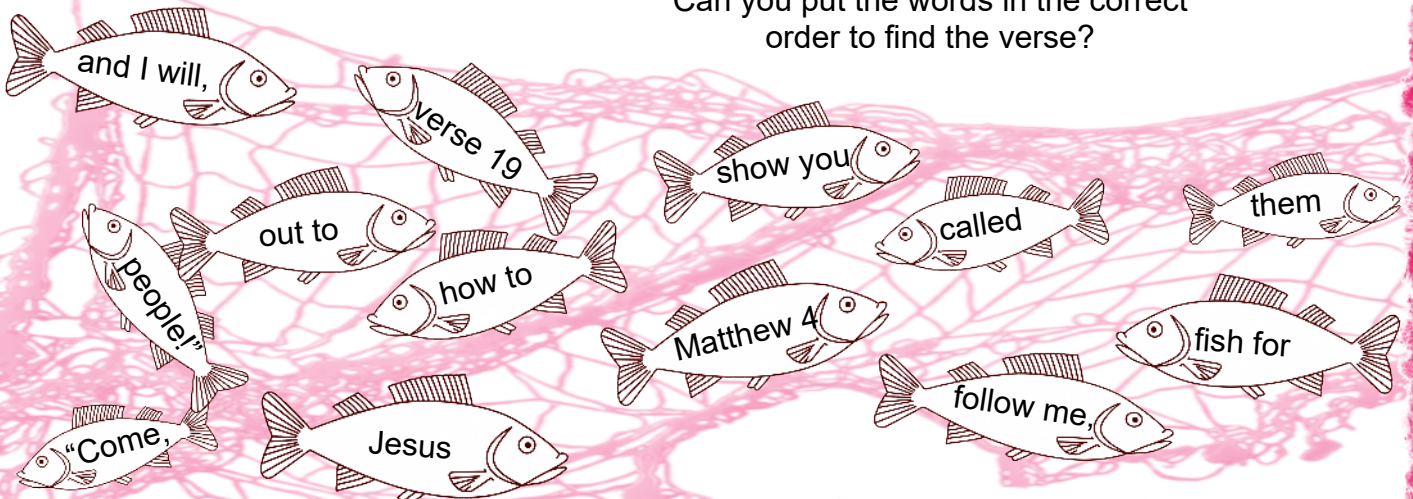 Can you put the words in the correct
order to find the verse?
and I will,
verse 19
show you
called
them
out to
how to
people!”
Matthew 4
fish for
follow me,
“Come,
Jesus